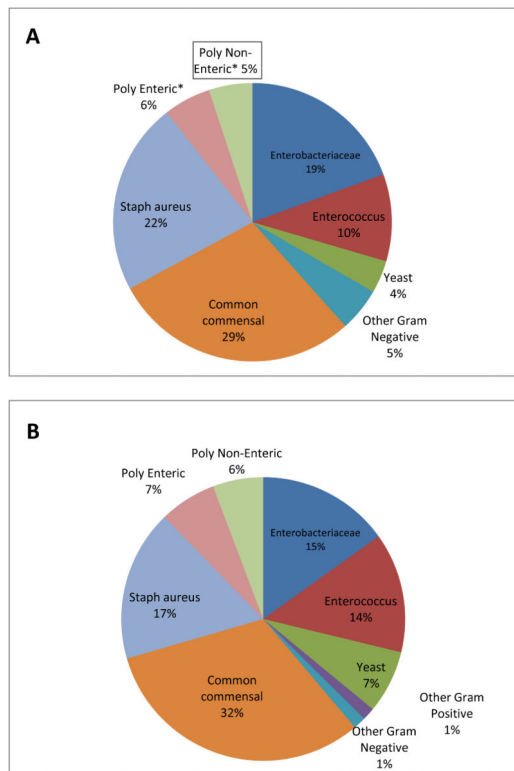 A
Poly Non-
Enteric* 5%
Poly Enteric*
6%
Enterobacteriaceae
19%
Staph aureus
22%
Enterococcus
10%
Yeast
4%
Common
commensal
29%
Other Gram
Negative
5%
B
Poly Non-Enteric
6%
Poly Enteric
7%
Enterobacteriaceae
15%
Staph aureus
17%
Enterococcus
14%
Yeast
7%
Common
commensal
32%
Other Gram
Positive
1%
Other Gram
Negative
1%